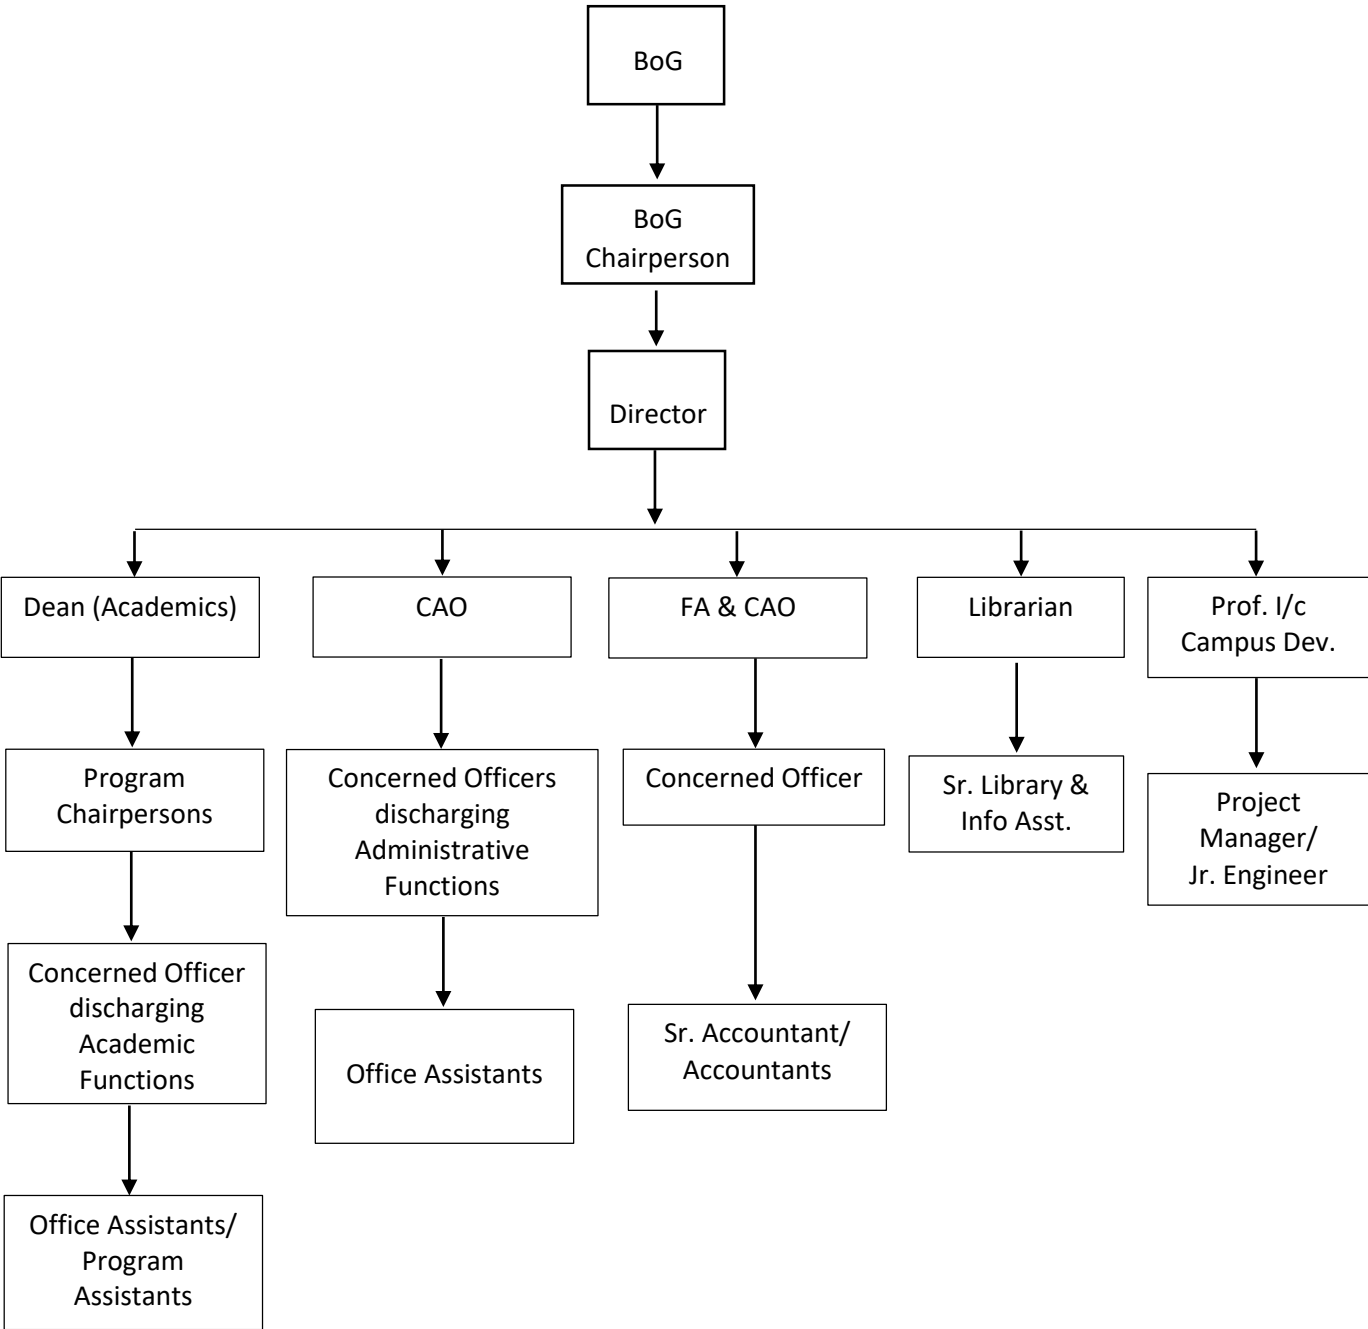 BoG
BoG
Chairperson
Director
Dean (Academics)
CAO
FA & CAO
Librarian
Prof. I/c
Campus Dev.
Program
Chairpersons
Concerned Officers
discharging
Administrative
Functions
Concerned Officer
Sr. Library &
Info Asst.
Project
Manager/
Jr. Engineer
Concerned Officer
discharging
Academic
Functions
Office Assistants
Sr. Accountant/
Accountants
Office Assistants/
Program
Assistants